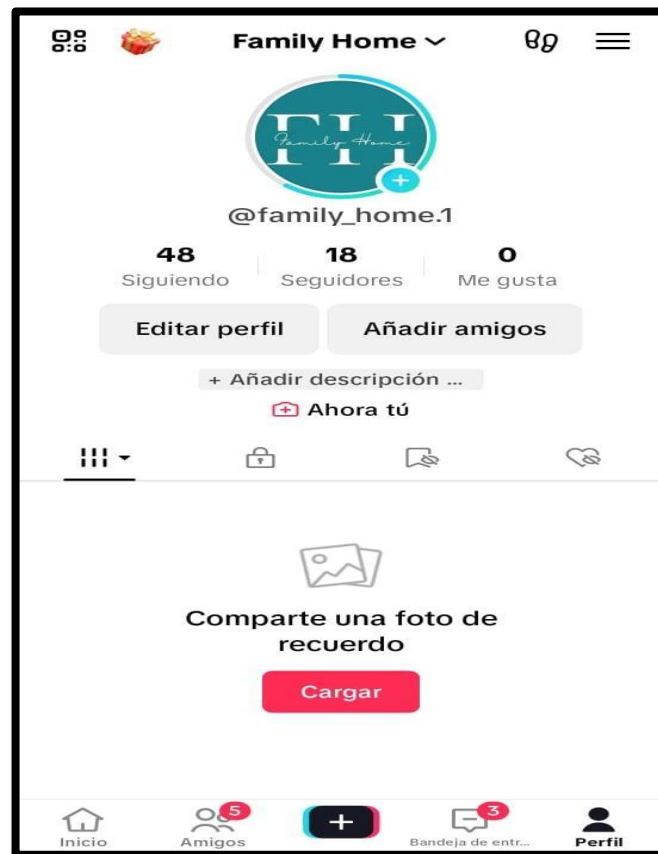 Family Home
FH
Family Home
@family_home.1
48 18 0
Siguiendo Seguidores Me gusta
Editar perfil Añadir amigos
+ Añadir descripción ...
Ahora tú
Comparte una foto de
recuerdo
Cargar
5 3
Inicio Amigos Bandeja de entr... Perfil